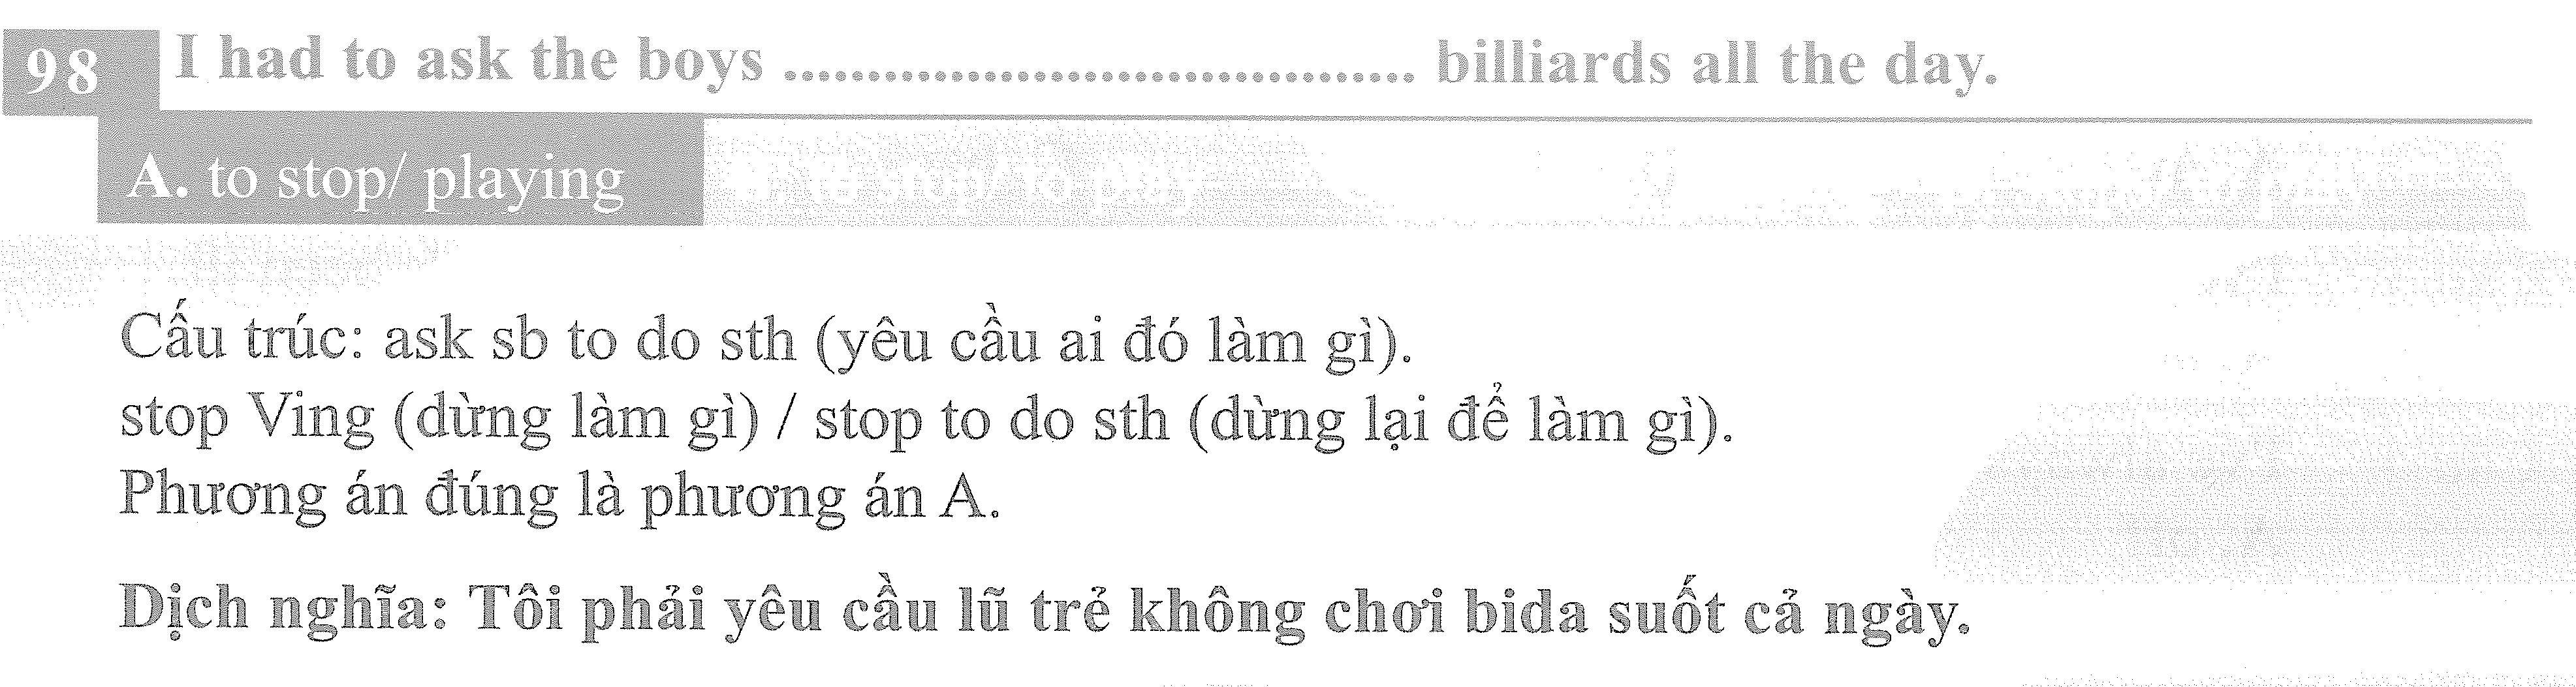 98 I had to ask the boys .......................................... billiards all the day.
A. to stop/ playing
Cấu trúc: ask sb to do sth (yêu cầu ai đó làm gì).
stop Ving (dừng làm gì) / stop to do sth (dừng lại để làm gì).
Phương án đúng là phương án A.
Dịch nghĩa: Tôi phải yêu cầu lũ trẻ không chơi bida suốt cả ngày.